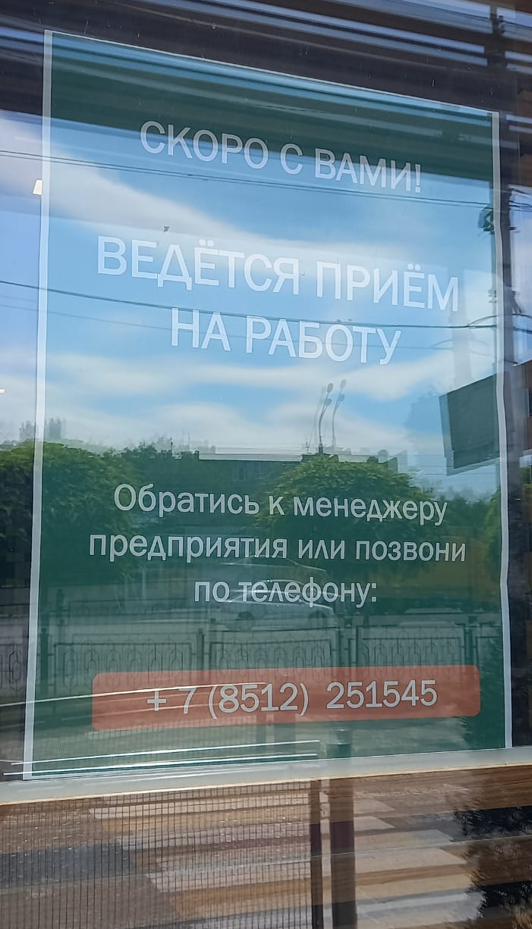 СКОРО С ВАМИ!
ВЕДЁТСЯ ПРИЁМ
НА РАБОТУ
Обратись к менеджеру
предприятия или позвони
по телефону:
+ 7 (8512) 251545